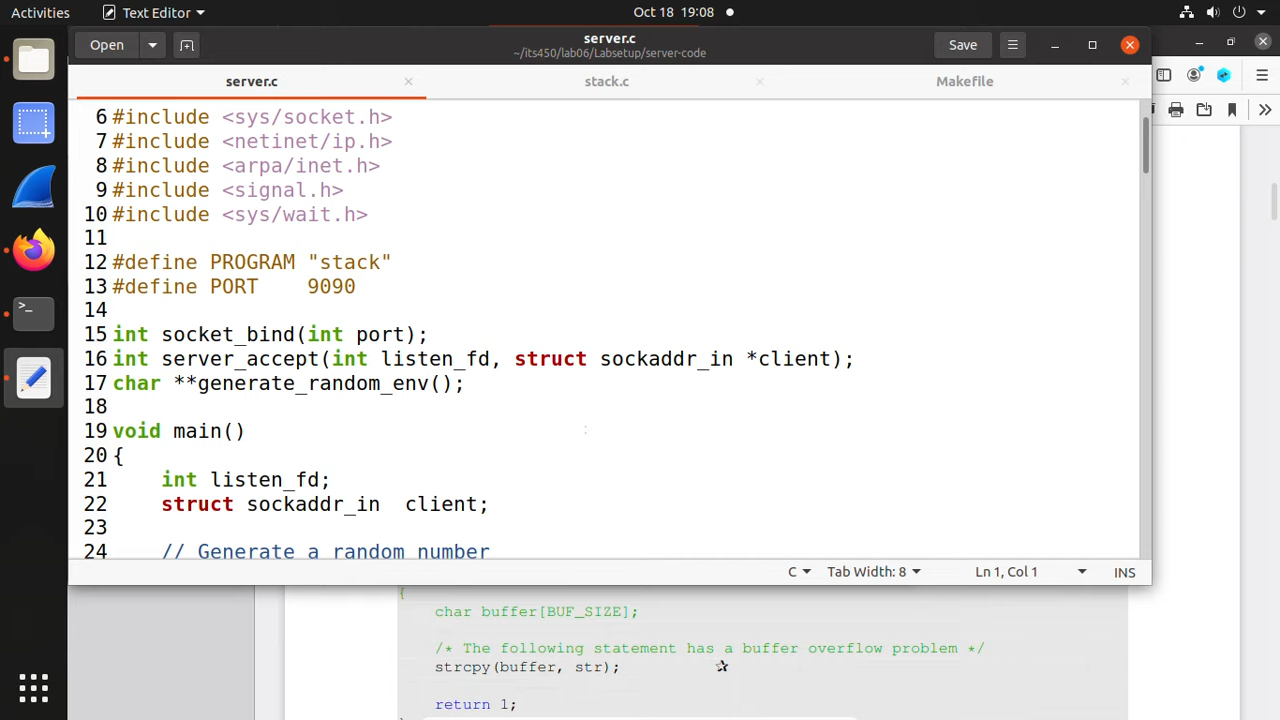 Activities
Text Editor
Oct 18 19:08
Open
server.c
~/its450/lab06/Labsetup/server-code
Save
server.c
stack.c
Makefile
6 #include <sys/socket.h>
7 #include <netinet/ip.h>
8 #include <arpa/inet.h>
9 #include <signal.h>
10 #include <sys/wait.h>
11
12 #define PROGRAM "stack"
13 #define PORT    9090
14
15 int socket_bind(int port);
16 int server_accept(int listen_fd, struct sockaddr_in *client);
17 char **generate_random_env();
18
19 void main()
20 {
21     int listen_fd;
22     struct sockaddr_in  client;
23
24     // Generate a random number
C
Tab Width: 8
Ln 1, Col 1
INS
{
char buffer[BUF_SIZE];
/* The following statement has a buffer overflow problem */
strcpy(buffer, str);
return 1;